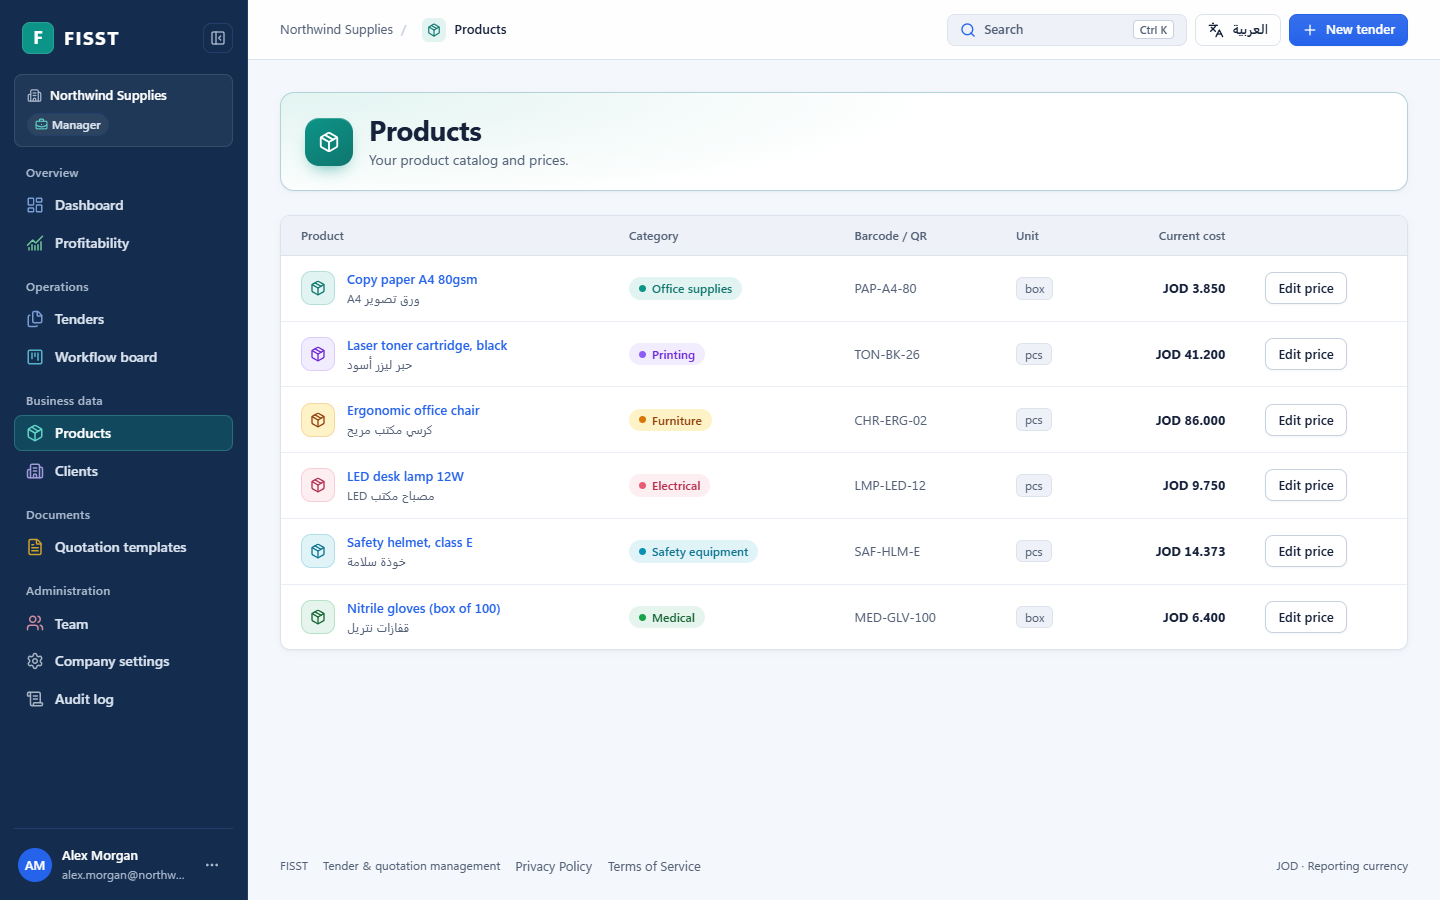 FISST
Northwind Supplies
Manager
Overview
Dashboard
Profitability
Operations
Tenders
Workflow board
Business data
Products
Clients
Documents
Quotation templates
Administration
Team
Company settings
Audit log
AM
Alex Morgan
alex.morgan@northw...
Northwind Supplies / Products
Search Ctrl K
العربية
New tender
Products
Your product catalog and prices.
Product Category Barcode / QR Unit Current cost
Copy paper A4 80gsm
ورق تصوير A4
Office supplies PAP-A4-80 box JOD 3.850 Edit price
Laser toner cartridge, black
حبر ليزر أسود
Printing TON-BK-26 pcs JOD 41.200 Edit price
Ergonomic office chair
كرسي مكتب مريح
Furniture CHR-ERG-02 pcs JOD 86.000 Edit price
LED desk lamp 12W
مصباح مكتب LED
Electrical LMP-LED-12 pcs JOD 9.750 Edit price
Safety helmet, class E
خوذة سلامة
Safety equipment SAF-HLM-E pcs JOD 14.373 Edit price
Nitrile gloves (box of 100)
قفازات نتريل
Medical MED-GLV-100 box JOD 6.400 Edit price
FISST Tender & quotation management Privacy Policy Terms of Service
JOD · Reporting currency